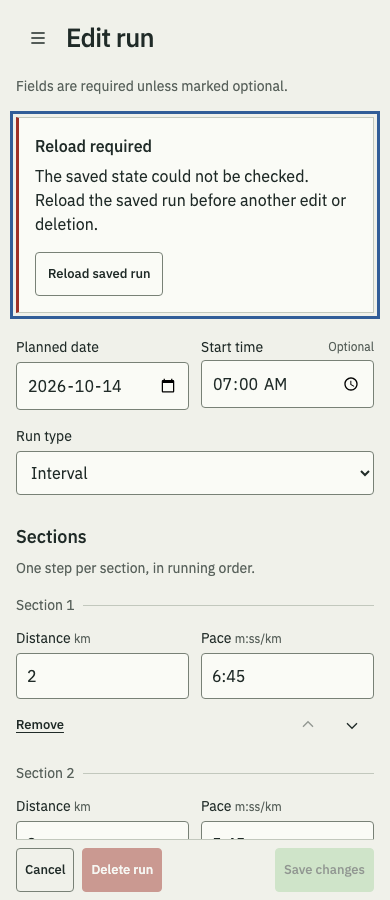 Edit run
Fields are required unless marked optional.
Reload required
The saved state could not be checked.
Reload the saved run before another edit or
deletion.
Reload saved run
Planned date
Start time Optional
2026-10-14
07:00 AM
Run type
Interval
Sections
One step per section, in running order.
Section 1
Distance km
Pace m:ss/km
2
6:45
Remove
Section 2
Distance km
Pace m:ss/km
Cancel
Delete run
Save changes